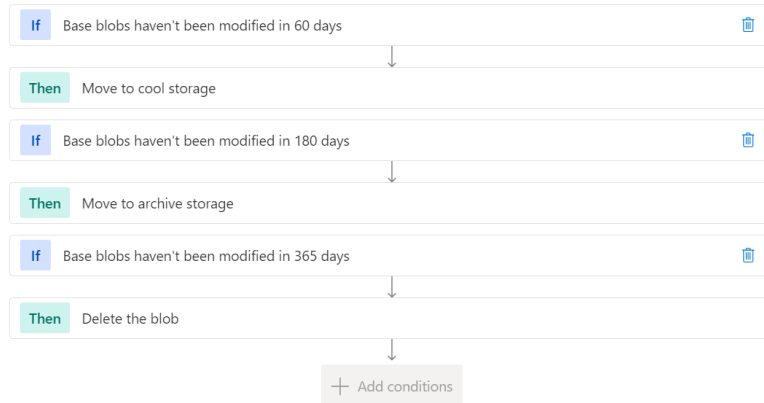 If Base blobs haven't been modified in 60 days
Then Move to cool storage
If Base blobs haven't been modified in 180 days
Then Move to archive storage
If Base blobs haven't been modified in 365 days
Then Delete the blob
Add conditions